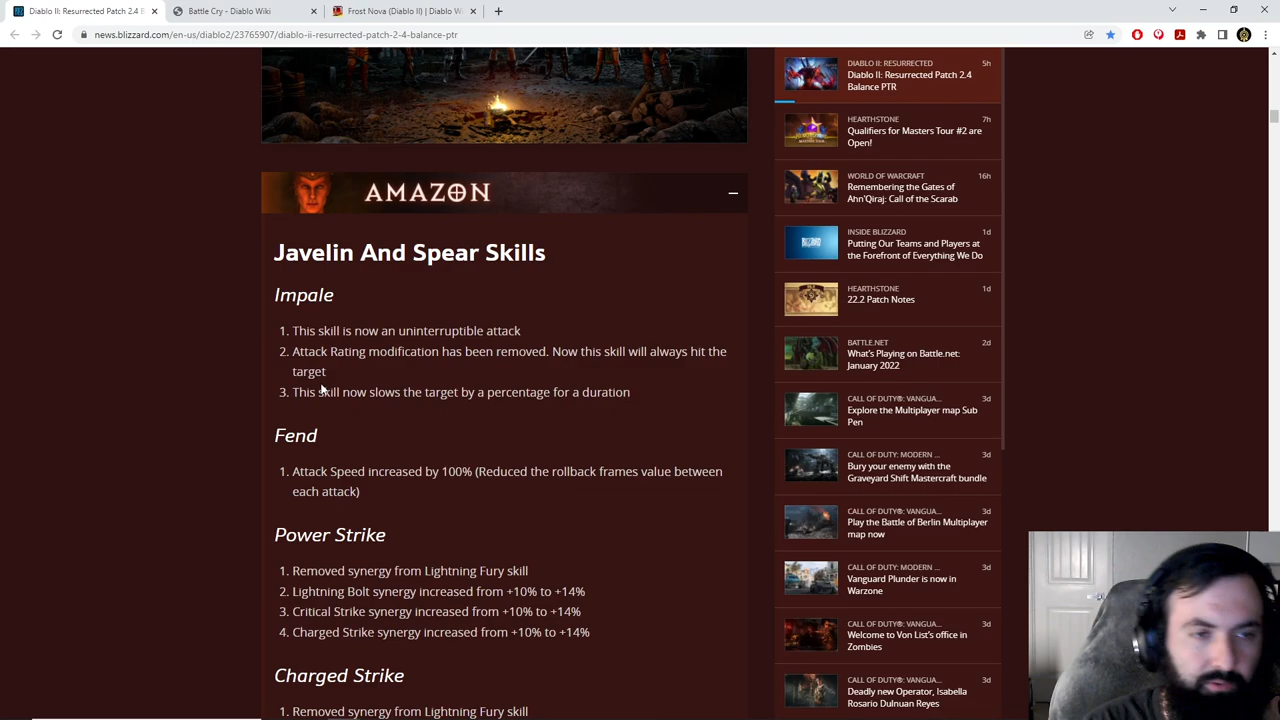 Diablo II: Resurrected Patch 2.4 B
Battle Cry - Diablo Wiki
Frost Nova (Diablo II) | Diablo W
news.blizzard.com/en-us/diablo2/23765907/diablo-ii-resurrected-patch-2-4-balance-ptr
AMAZON
Javelin And Spear Skills
Impale
1. This skill is now an uninterruptible attack
2. Attack Rating modification has been removed. Now this skill will always hit the
target
3. This skill now slows the target by a percentage for a duration
Fend
1. Attack Speed increased by 100% (Reduced the rollback frames value between
each attack)
Power Strike
1. Removed synergy from Lightning Fury skill
2. Lightning Bolt synergy increased from +10% to +14%
3. Critical Strike synergy increased from +10% to +14%
4. Charged Strike synergy increased from +10% to +14%
Charged Strike
1. Removed synergy from Lightning Fury skill
DIABLO II: RESURRECTED 5h
Diablo II: Resurrected Patch 2.4
Balance PTR
HEARTHSTONE 7h
Qualifiers for Masters Tour #2 are
Open!
WORLD OF WARCRAFT 16h
Remembering the Gates of
Ahn'Qiraj: Call of the Scarab
INSIDE BLIZZARD 1d
Putting Our Teams and Players at
the Forefront of Everything We Do
HEARTHSTONE 1d
22.2 Patch Notes
BATTLE.NET 2d
What's Playing on Battle.net:
January 2022
CALL OF DUTY®: VANGUA... 3d
Explore the Multiplayer map Sub
Pen
CALL OF DUTY: MODERN ... 3d
Bury your enemy with the
Graveyard Shift Mastercraft bundle
CALL OF DUTY®: VANGUA... 3d
Play the Battle of Berlin Multiplayer
map now
CALL OF DUTY: MODERN ... 3d
Vanguard Plunder is now in
Warzone
CALL OF DUTY®: VANGUA... 3d
Welcome to Von List's office in
Zombies
CALL OF DUTY®: VANGUA... 3d
Deadly new Operator, Isabella
Rosario Dulnuan Reyes